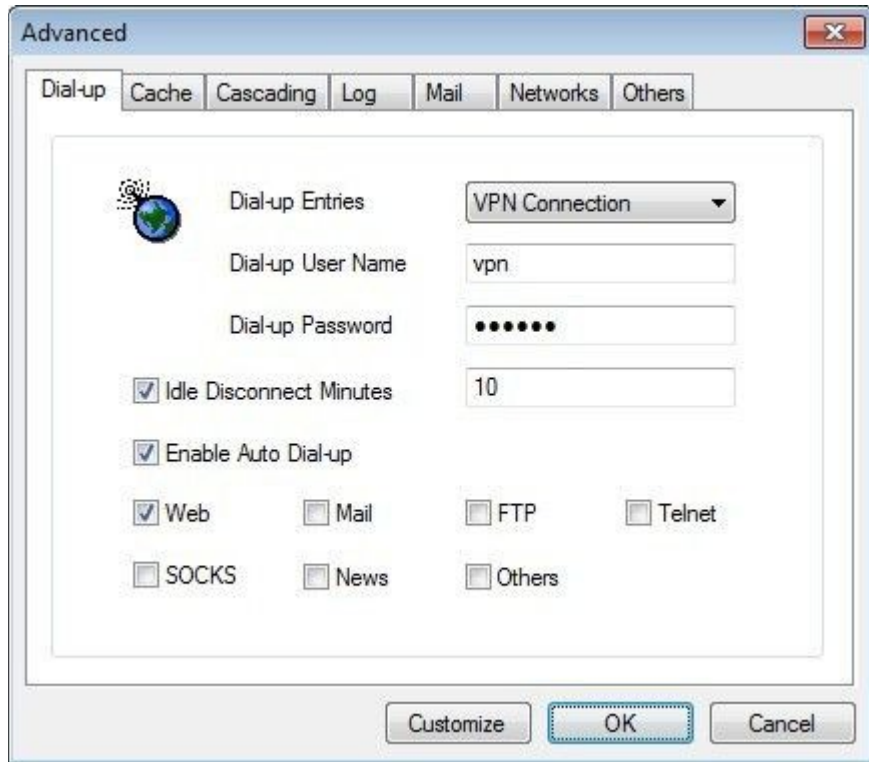 Advanced
Dial-up Cache Cascading Log Mail Networks Others
Dial-up Entries VPN Connection
Dial-up User Name vpn
Dial-up Password ••••••
Idle Disconnect Minutes 10
Enable Auto Dial-up
Web Mail FTP Telnet
SOCKS News Others
Customize OK Cancel